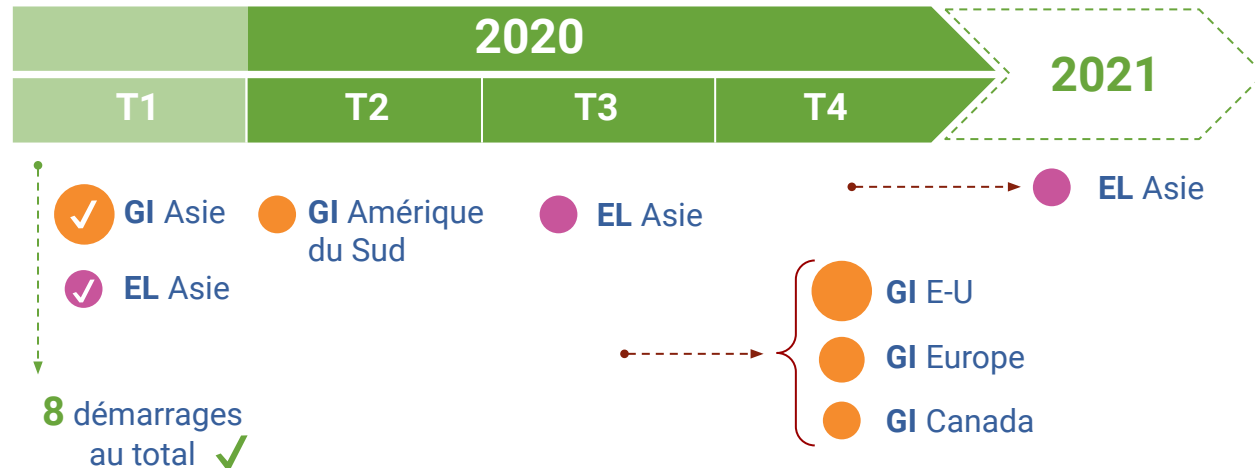 2020
2021
T1
T2
T3
T4
GI Asie
GI Amérique
du Sud
EL Asie
EL Asie
EL Asie
GI E-U
GI Europe
GI Canada
8 démarrages
au total